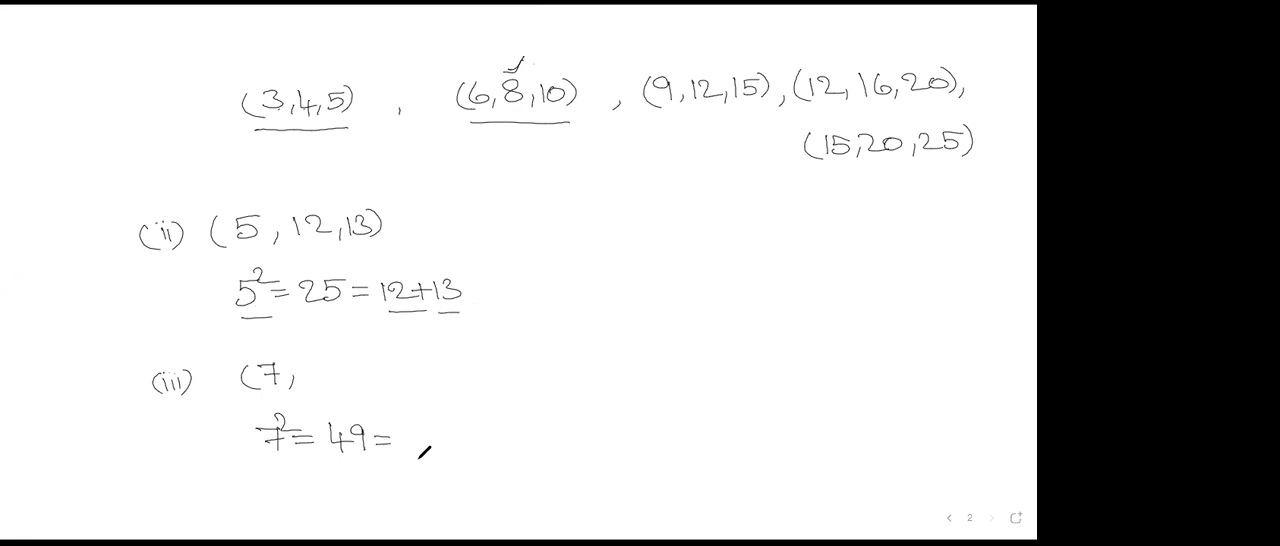 (3,4,5) , (6,8,10) , (9,12,15), (12,16,20),
(15,20,25)
(ii) (5, 12,13)
5² = 25 = 12+13
(iii) (7,
7² = 49 =
< 2 >